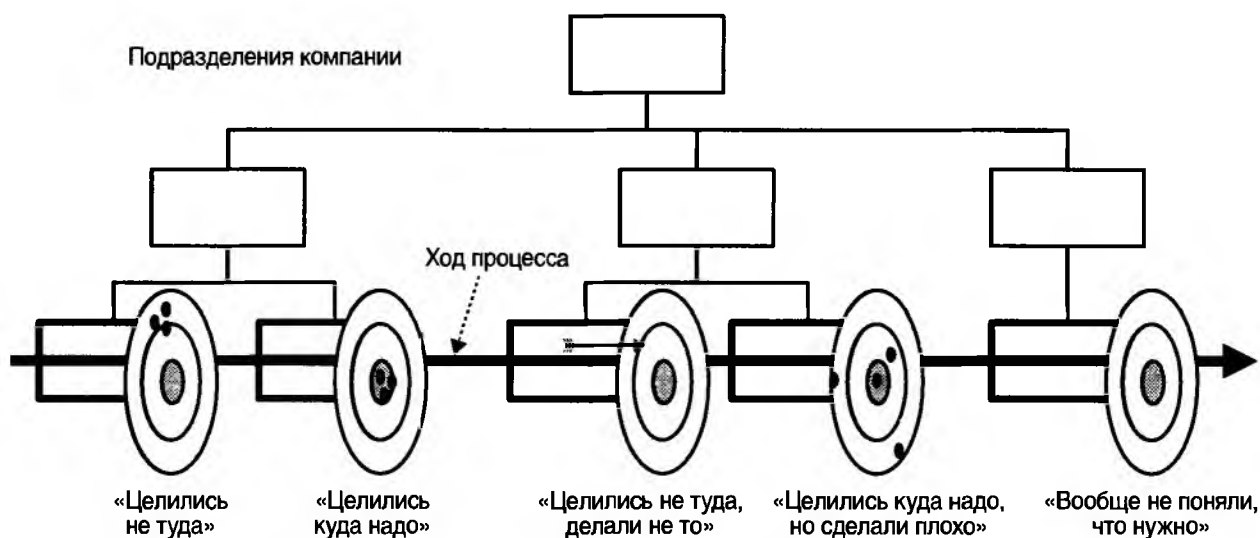 Подразделения компании
Ход процесса
«Целились
не туда»
«Целились
куда надо»
«Целились не туда,
делали не то»
«Целились куда надо,
но сделали плохо»
«Вообще не поняли,
что нужно»